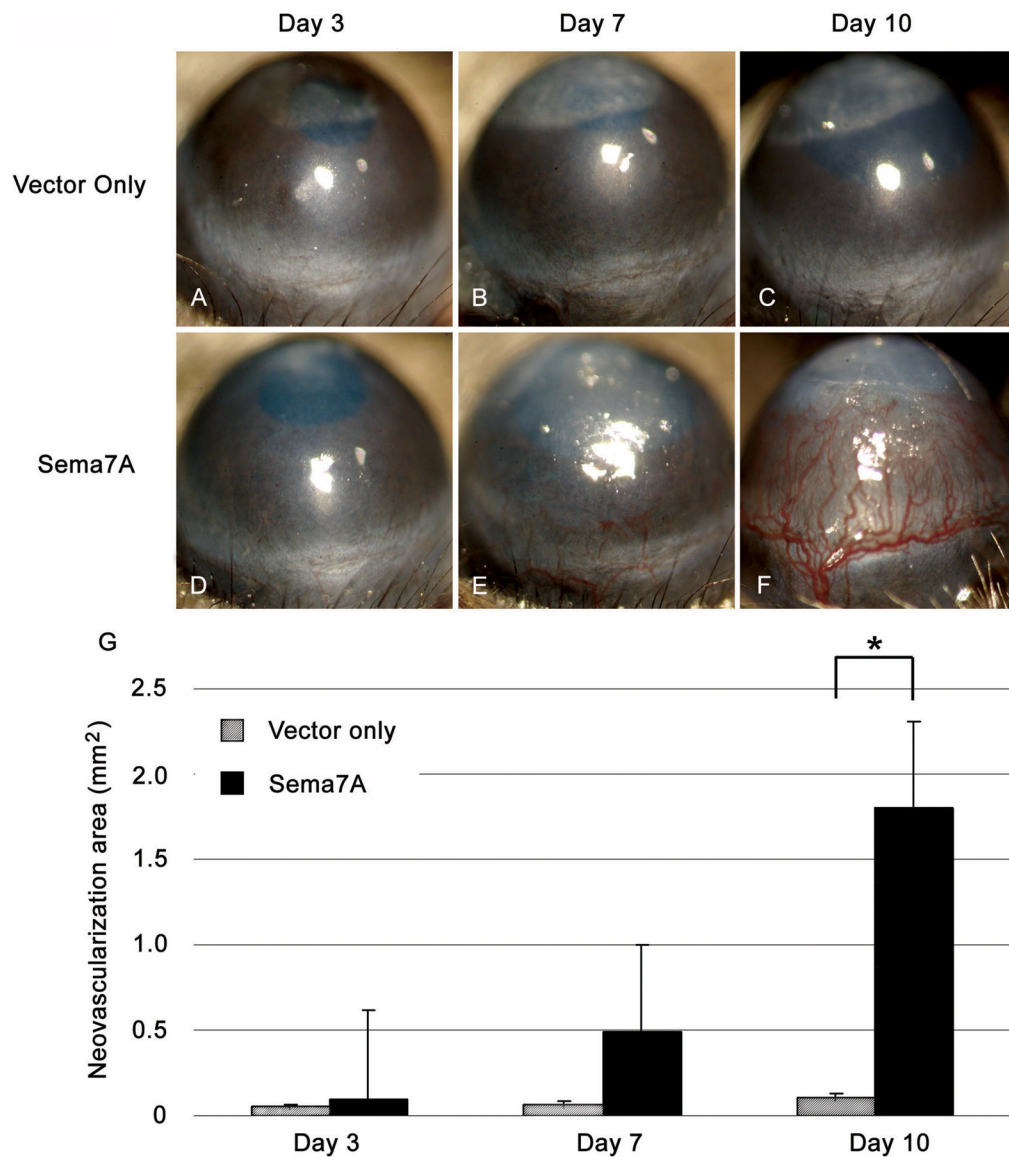 Day 3 Day 7 Day 10
Vector Only
A B C
Sema7A
D E F
G
*
2.5
2.0
1.5
1.0
0.5
0
Neovascularization area (mm²)
Vector only
Sema7A
Day 3 Day 7 Day 10